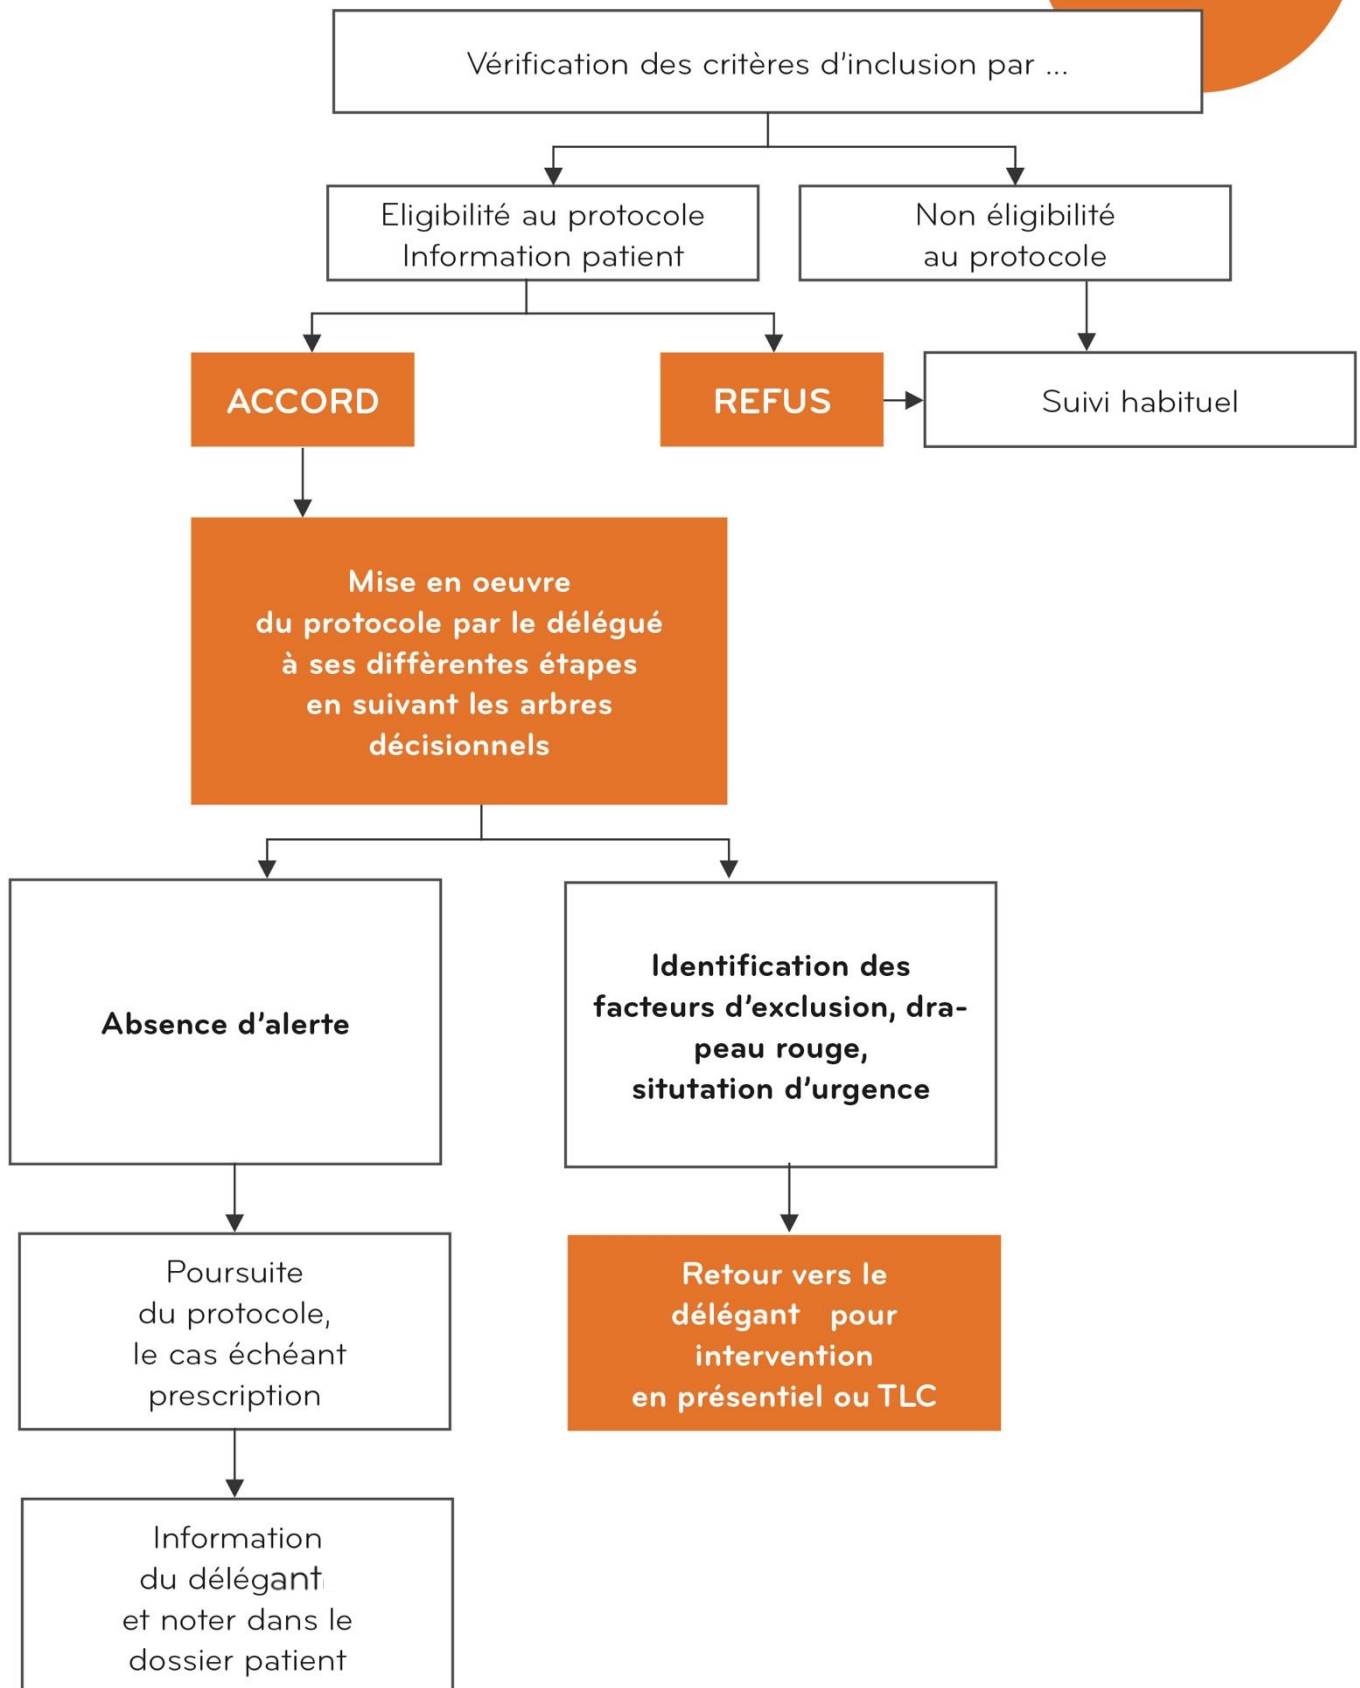 Vérification des critères d'inclusion par ...
Eligibilité au protocole
Information patient
Non éligibilité
au protocole
ACCORD
REFUS
Suivi habituel
Mise en oeuvre
du protocole par le délégué
à ses diffèrentes étapes
en suivant les arbres
décisionnels
Absence d'alerte
Identification des
facteurs d'exclusion, dra-
peau rouge,
situtation d'urgence
Poursuite
du protocole,
le cas échéant
prescription
Retour vers le
délégant pour
intervention
en présentiel ou TLC
Information
du délégant
et noter dans le
dossier patient